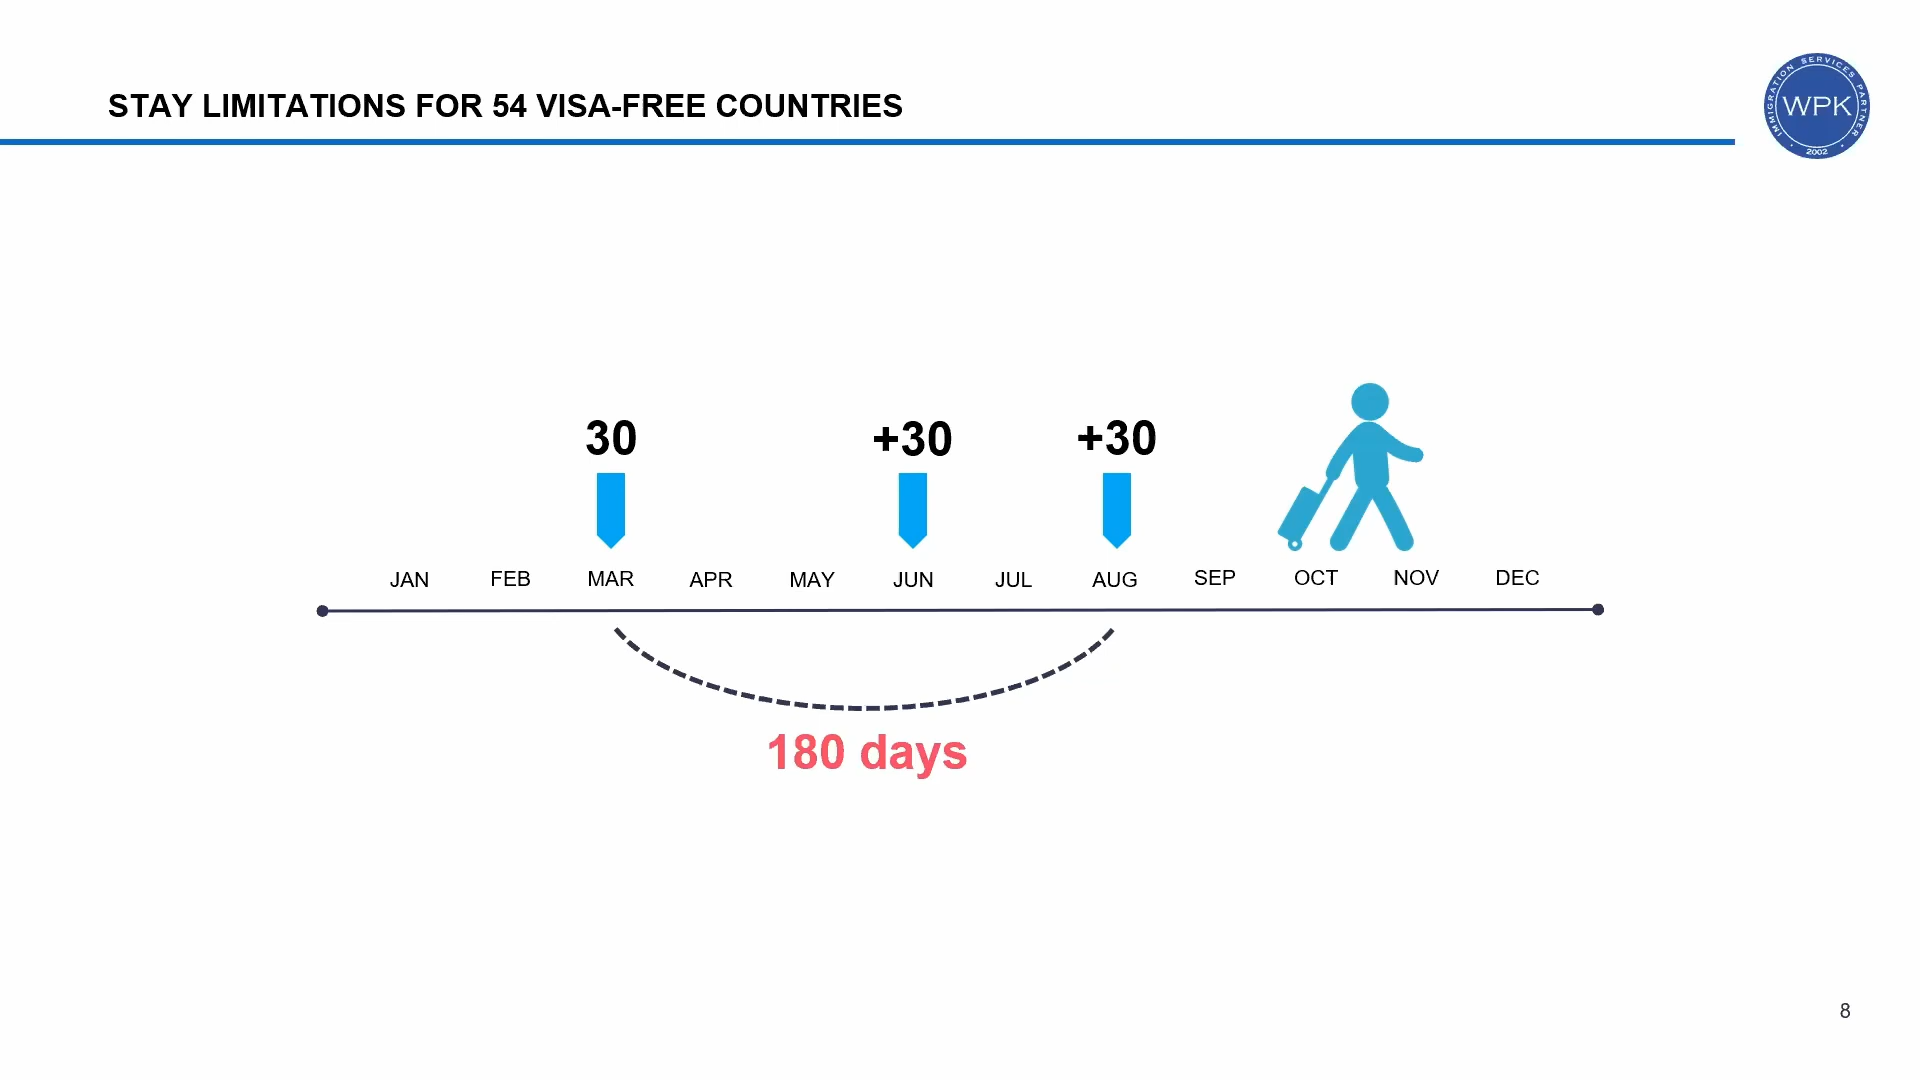 STAY LIMITATIONS FOR 54 VISA-FREE COUNTRIES
IMMIGRATION SERVICES PARTNER
WPK
2002
30 +30 +30
JAN FEB MAR APR MAY JUN JUL AUG SEP OCT NOV DEC
180 days
8